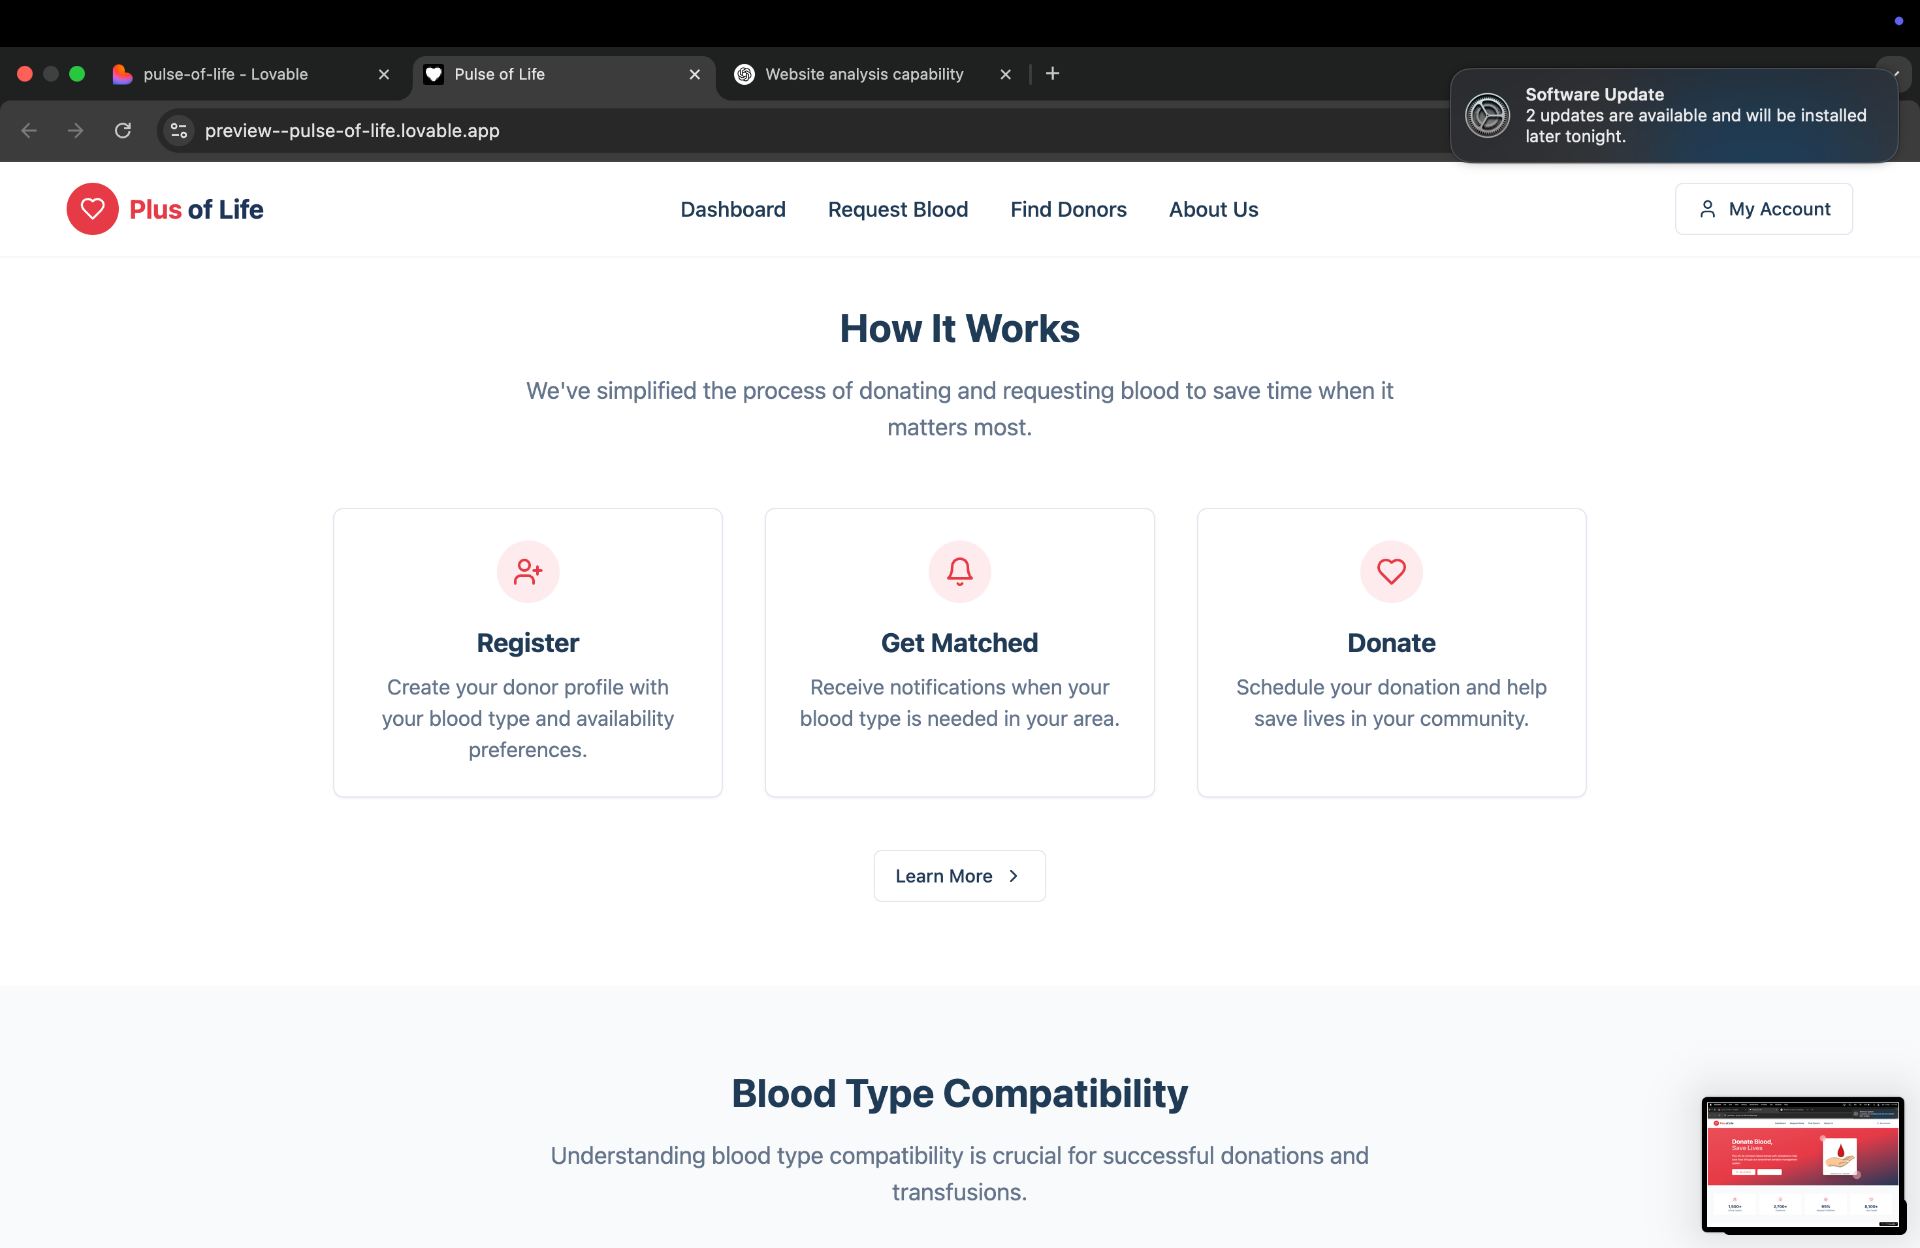 pulse-of-life - Lovable
Pulse of Life
Website analysis capability
preview--pulse-of-life.lovable.app
Software Update
2 updates are available and will be installed
later tonight.
Plus of Life
Dashboard
Request Blood
Find Donors
About Us
My Account
How It Works
We've simplified the process of donating and requesting blood to save time when it
matters most.
Register
Create your donor profile with
your blood type and availability
preferences.
Get Matched
Receive notifications when your
blood type is needed in your area.
Donate
Schedule your donation and help
save lives in your community.
Learn More
Blood Type Compatibility
Understanding blood type compatibility is crucial for successful donations and
transfusions.
Donate Blood,
Save Lives